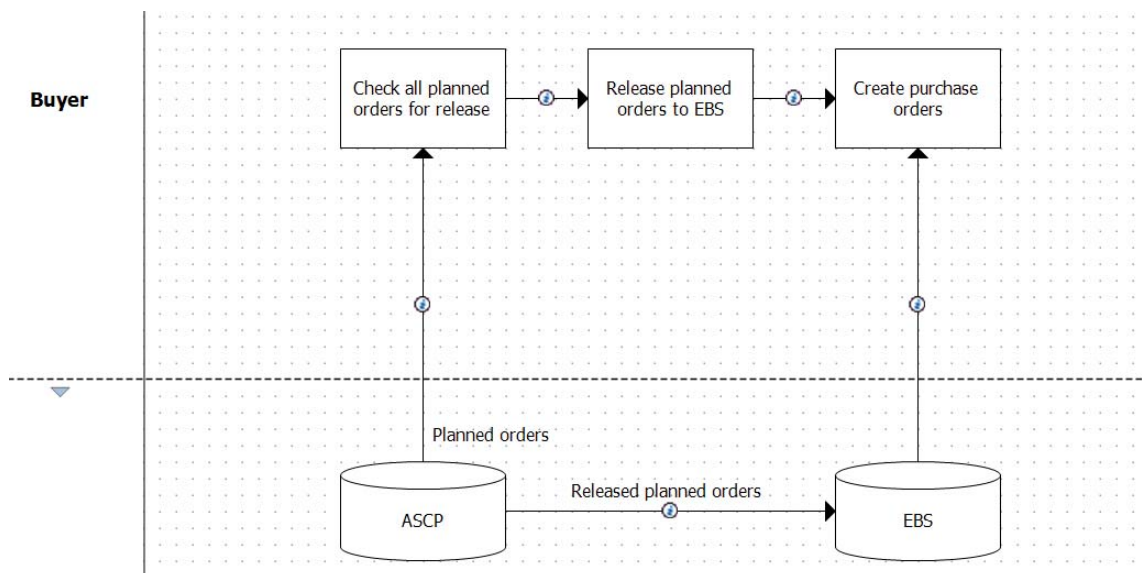 Buyer
Check all planned
orders for release
Release planned
orders to EBS
Create purchase
orders
Planned orders
Released planned orders
ASCP
EBS